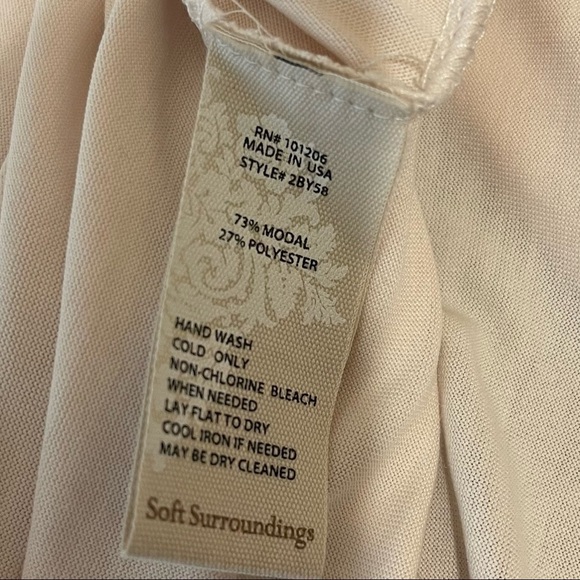 RN# 101206
MADE IN USA
STYLE# 2BY58
73% MODAL
27% POLYESTER
HAND WASH
COLD ONLY
NON-CHLORINE BLEACH
WHEN NEEDED
LAY FLAT TO DRY
COOL IRON IF NEEDED
MAY BE DRY CLEANED
Soft Surroundings